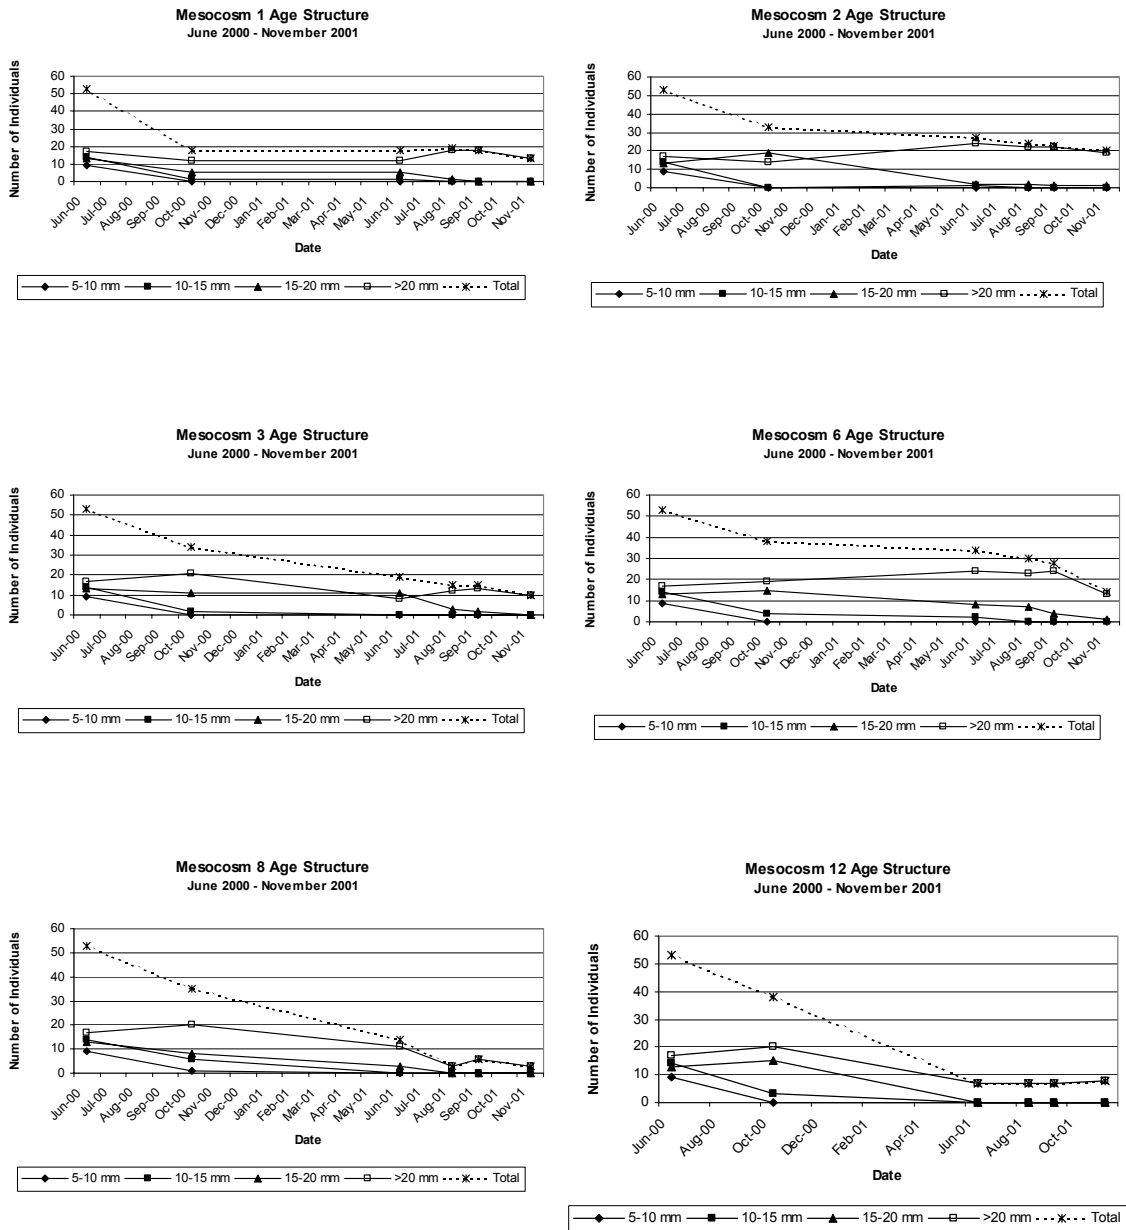 Mesocosm 1 Age Structure
June 2000 - November 2001
Number of Individuals
60
50
40
30
20
10
0
Jun-00 Jul-00 Aug-00 Sep-00 Oct-00 Nov-00 Dec-00 Jan-01 Feb-01 Mar-01 Apr-01 May-01 Jun-01 Jul-01 Aug-01 Sep-01 Oct-01 Nov-01
Date
5-10 mm 10-15 mm 15-20 mm >20 mm Total
Mesocosm 2 Age Structure
June 2000 - November 2001
Number of Individuals
60
50
40
30
20
10
0
Jun-00 Jul-00 Aug-00 Sep-00 Oct-00 Nov-00 Dec-00 Jan-01 Feb-01 Mar-01 Apr-01 May-01 Jun-01 Jul-01 Aug-01 Sep-01 Oct-01 Nov-01
Date
5-10 mm 10-15 mm 15-20 mm >20 mm Total
Mesocosm 3 Age Structure
June 2000 - November 2001
Number of Individuals
60
50
40
30
20
10
0
Jun-00 Jul-00 Aug-00 Sep-00 Oct-00 Nov-00 Dec-00 Jan-01 Feb-01 Mar-01 Apr-01 May-01 Jun-01 Jul-01 Aug-01 Sep-01 Oct-01 Nov-01
Date
5-10 mm 10-15 mm 15-20 mm >20 mm Total
Mesocosm 6 Age Structure
June 2000 - November 2001
Number of Individuals
60
50
40
30
20
10
0
Jun-00 Jul-00 Aug-00 Sep-00 Oct-00 Nov-00 Dec-00 Jan-01 Feb-01 Mar-01 Apr-01 May-01 Jun-01 Jul-01 Aug-01 Sep-01 Oct-01 Nov-01
Date
5-10 mm 10-15 mm 15-20 mm >20 mm Total
Mesocosm 8 Age Structure
June 2000 - November 2001
Number of Individuals
60
50
40
30
20
10
0
Jun-00 Jul-00 Aug-00 Sep-00 Oct-00 Nov-00 Dec-00 Jan-01 Feb-01 Mar-01 Apr-01 May-01 Jun-01 Jul-01 Aug-01 Sep-01 Oct-01 Nov-01
Date
5-10 mm 10-15 mm 15-20 mm >20 mm Total
Mesocosm 12 Age Structure
June 2000 - November 2001
Number of Individuals
60
50
40
30
20
10
0
Jun-00 Aug-00 Oct-00 Dec-00 Feb-01 Apr-01 Jun-01 Aug-01 Oct-01
Date
5-10 mm 10-15 mm 15-20 mm >20 mm Total